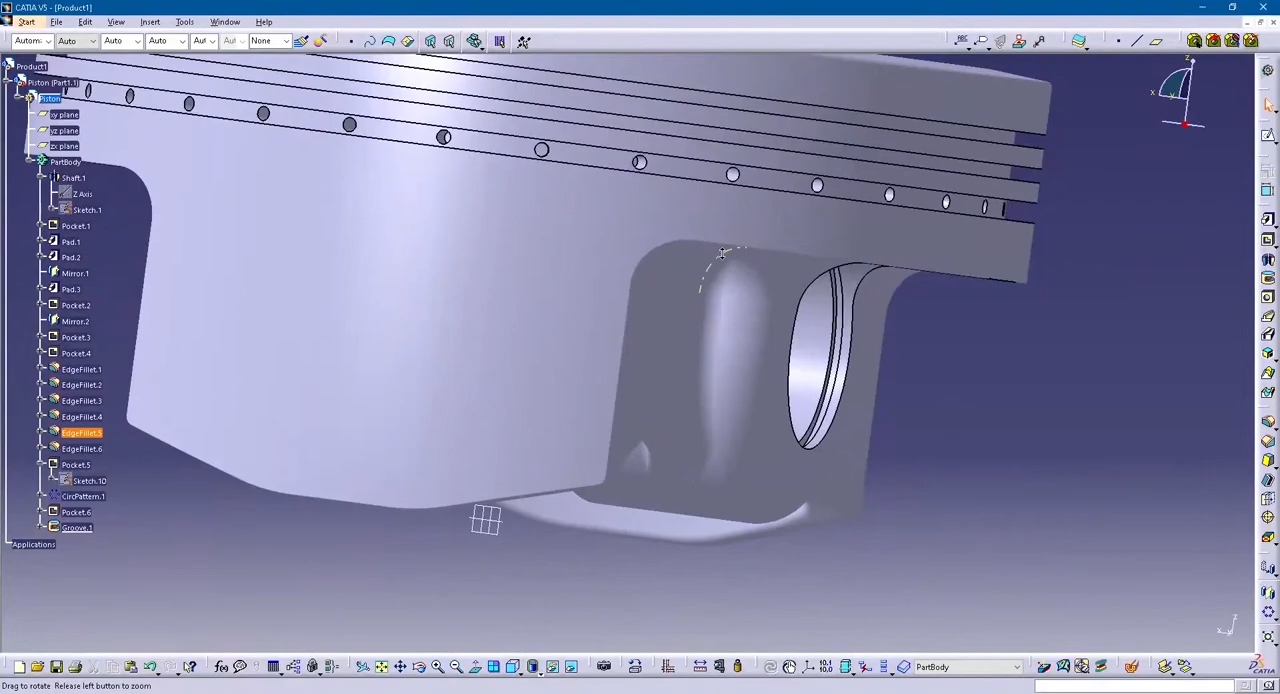 CATIA V5 - [Product1]
Start File Edit View Insert Tools Window Help
Autom Auto Auto Auto Aut Aut None
Product1
Piston (Part1.1)
Piston
xy plane
yz plane
zx plane
PartBody
Shaft.1
Z Axis
Sketch.1
Pocket.1
Pad.1
Pad.2
Mirror.1
Pad.3
Pocket.2
Mirror.2
Pocket.3
Pocket.4
EdgeFillet.1
EdgeFillet.2
EdgeFillet.3
EdgeFillet.4
EdgeFillet.5
EdgeFillet.6
Pocket.5
Sketch.10
CircPattern.1
Pocket.6
Groove.1
Applications
z
x
y
PartBody
CATIA
Drag to rotate Release left button to zoom